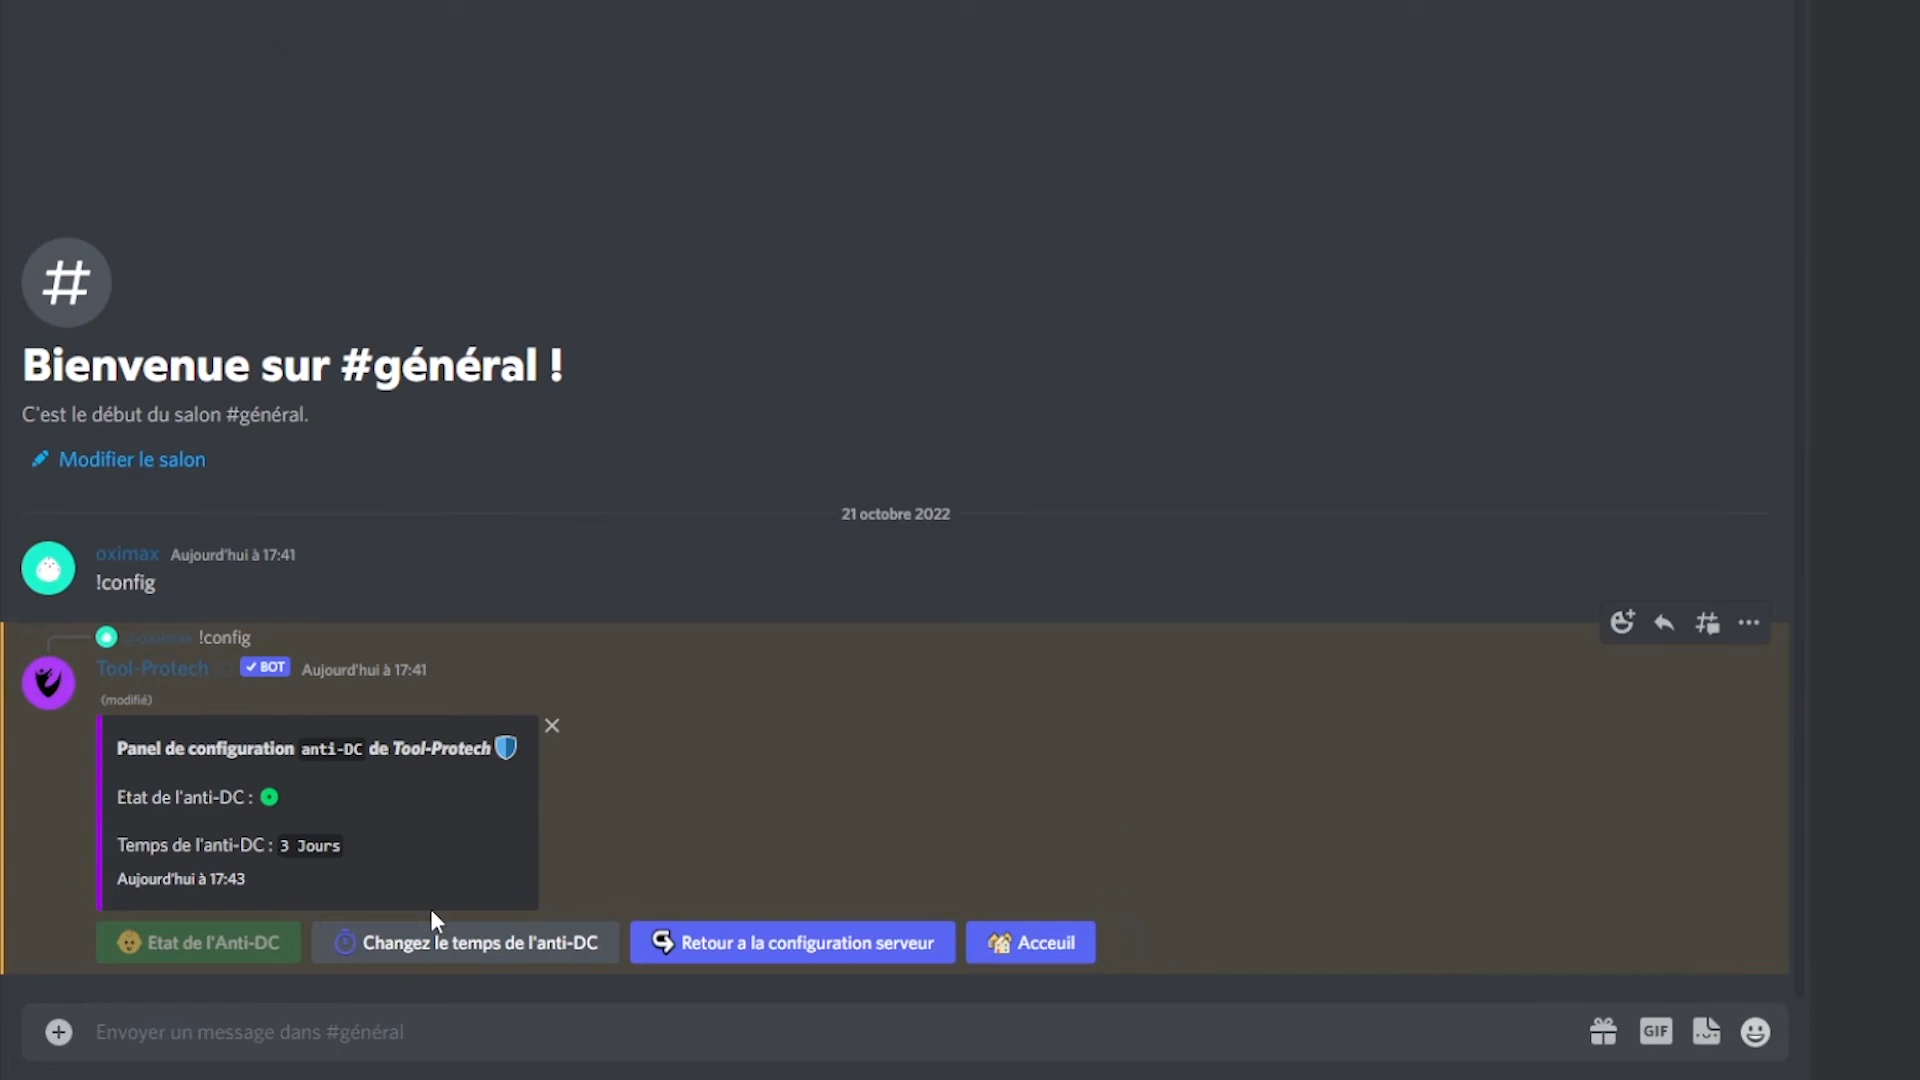 Bienvenue sur #général !
C'est le début du salon #général.
Modifier le salon
21 octobre 2022
oximax Aujourd'hui à 17:41
!config
!config
Tool-Protech BOT Aujourd'hui à 17:41
(modifié)
Panel de configuration anti-DC de Tool-Protech
Etat de l'anti-DC :
Temps de l'anti-DC : 3 Jours
Aujourd'hui à 17:43
Etat de l'Anti-DC Changez le temps de l'anti-DC Retour a la configuration serveur Acceuil
Envoyer un message dans #général GIF